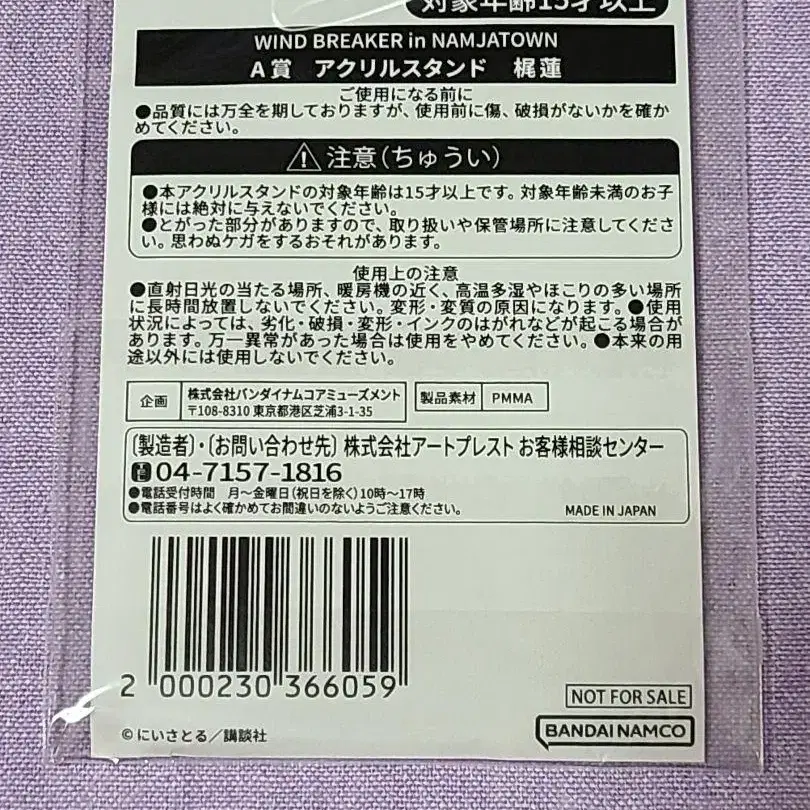 対象年齢15才以上
WIND BREAKER in NAMJATOWN
A賞 アクリルスタンド 梶蓮
ご使用になる前に
●品質には万全を期しておりますが、使用前に傷、破損がないかを確か
めてください。
注意(ちゅうい)
●本アクリルスタンドの対象年齢は15才以上です。対象年齢未満のお子
様には絶対に与えないでください。
●とがった部分がありますので、取り扱いや保管場所に注意してくださ
い。思わぬケガをするおそれがあります。
使用上の注意
●直射日光の当たる場所、暖房機の近く、高温多湿やほこりの多い場所
に長時間放置しないでください。変形・変質の原因になります。●使用
状況によっては、劣化・破損・変形・インクのはがれなどが起こる場合が
あります。万一異常があった場合は使用をやめてください。●本来の用
途以外には使用しないでください。
企画 株式会社バンダイナムコアミューズメント
〒108-8310 東京都港区芝浦3-1-35
製品素材 PMMA
〔製造者〕・〔お問い合わせ先〕 株式会社アートプレスト お客様相談センター
04-7157-1816
●電話受付時間 月〜金曜日(祝日を除く)10時〜17時
●電話番号はよく確かめてお間違いのないようご注意ください。
MADE IN JAPAN
2 000230 366059
NOT FOR SALE
©にいさとる/講談社
BANDAI NAMCO